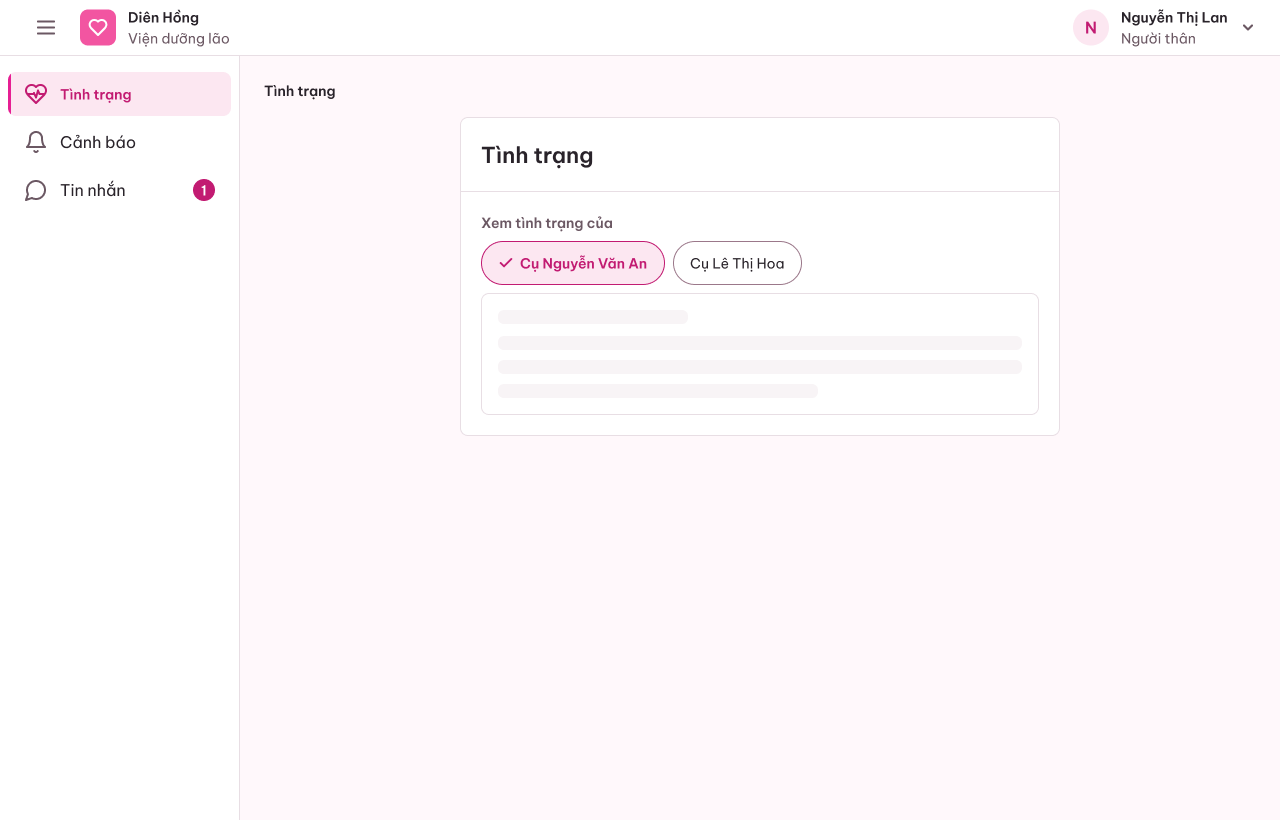 Diên Hồng
Viện dưỡng lão
N
Nguyễn Thị Lan
Người thân
Tình trạng
Cảnh báo
Tin nhắn
1
Tình trạng
Tình trạng
Xem tình trạng của
Cụ Nguyễn Văn An
Cụ Lê Thị Hoa